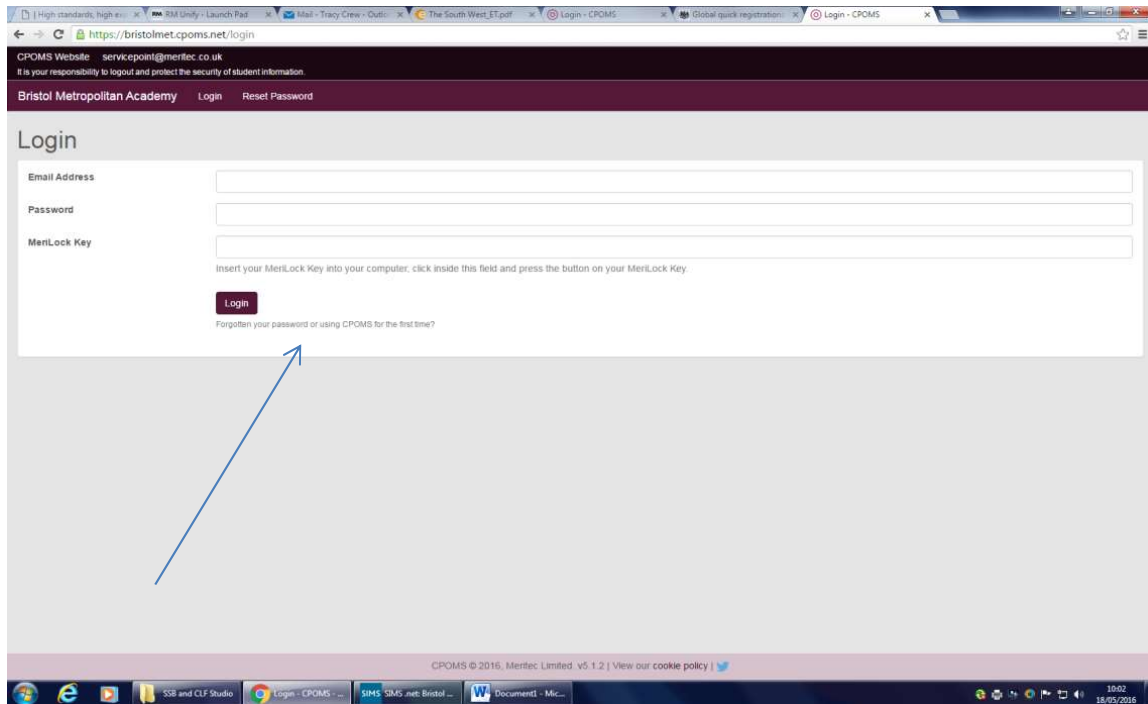 | High standards, high exp
RM Unify - Launch Pad
Mail - Tracy Crew - Outlo
The South West_ET.pdf
Login - CPOMS
Global quick registration
Login - CPOMS
https://bristolmet.cpoms.net/login
CPOMS Website servicepoint@meritec.co.uk
It is your responsibility to logout and protect the security of student information.
Bristol Metropolitan Academy Login Reset Password
Login
Email Address
Password
MeriLock Key
Insert your MeriLock Key into your computer, click inside this field and press the button on your MeriLock Key.
Login
Forgotten your password or using CPOMS for the first time?
CPOMS © 2016, Meritec Limited. v5.1.2 | View our cookie policy |
SSB and CLF Studio
Login - CPOMS - ...
SIMS SIMS .net: Bristol ...
W Document1 - Mic...
10:02
18/05/2016